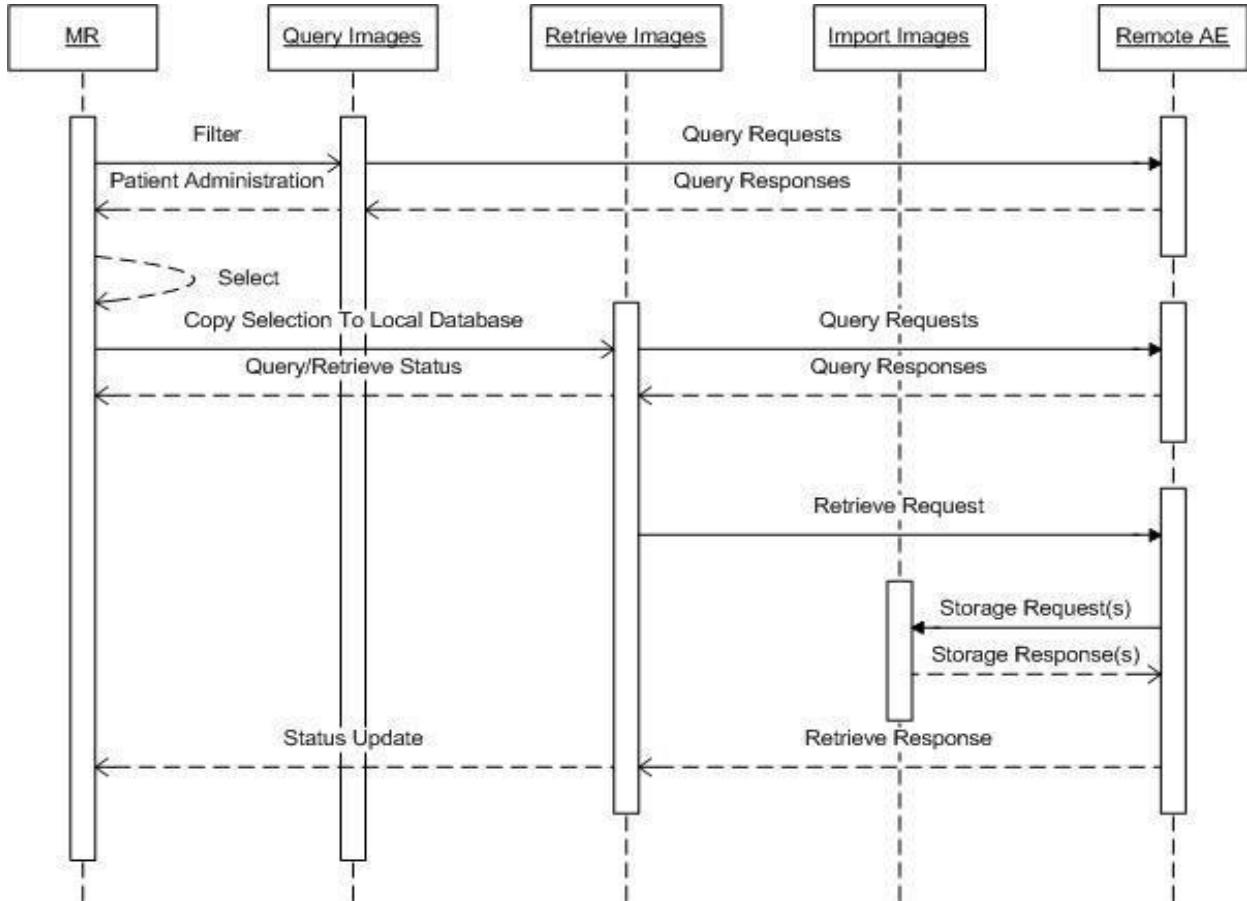 MR
Query Images
Retrieve Images
Import Images
Remote AE
Filter
Query Requests
Patient Administration
Query Responses
Select
Copy Selection To Local Database
Query Requests
Query/Retrieve Status
Query Responses
Retrieve Request
Storage Request(s)
Storage Response(s)
Status Update
Retrieve Response